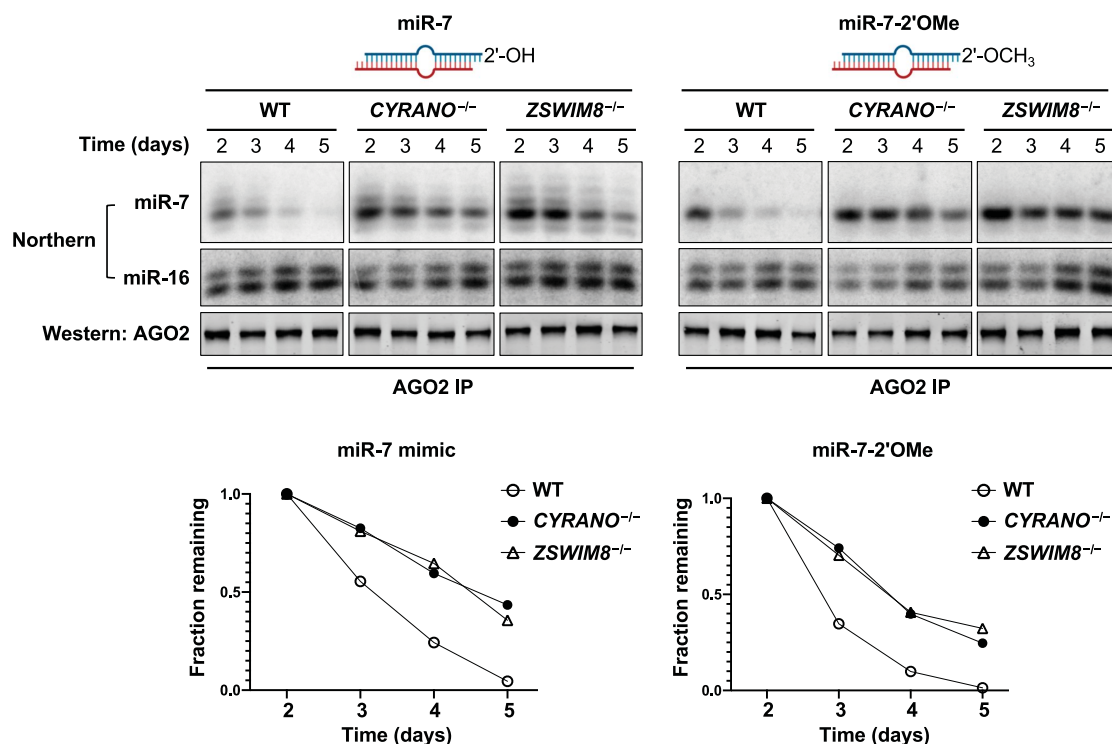 miR-7
2'-OH
WT CYRANO–/– ZSWIM8–/–
Time (days) 2 3 4 5 2 3 4 5 2 3 4 5
miR-7
Northern
miR-16
Western: AGO2
AGO2 IP
miR-7-2'OMe
2'-OCH3
WT CYRANO–/– ZSWIM8–/–
2 3 4 5 2 3 4 5 2 3 4 5
AGO2 IP
miR-7 mimic
Fraction remaining
1.0
0.5
0.0
2 3 4 5
Time (days)
WT
CYRANO–/–
ZSWIM8–/–
miR-7-2'OMe
Fraction remaining
1.0
0.5
0.0
2 3 4 5
Time (days)
WT
CYRANO–/–
ZSWIM8–/–